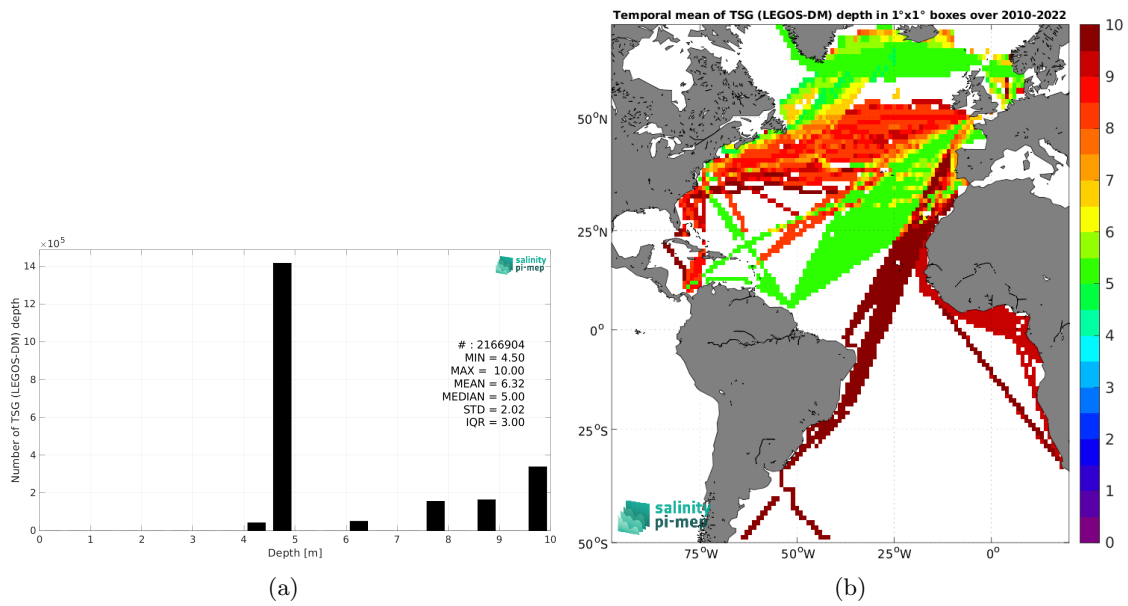 ×10⁵
14
12
10
8
6
4
2
0
Number of TSG (LEGOS-DM) depth
salinity
pi-mep
# : 2166904
MIN = 4.50
MAX = 10.00
MEAN = 6.32
MEDIAN = 5.00
STD = 2.02
IQR = 3.00
0 1 2 3 4 5 6 7 8 9 10
Depth [m]
(a)
Temporal mean of TSG (LEGOS-DM) depth in 1°x1° boxes over 2010-2022
50°N
25°N
0°
25°S
50°S
75°W 50°W 25°W 0°
salinity
pi-mep
10
9
8
7
6
5
4
3
2
1
0
(b)